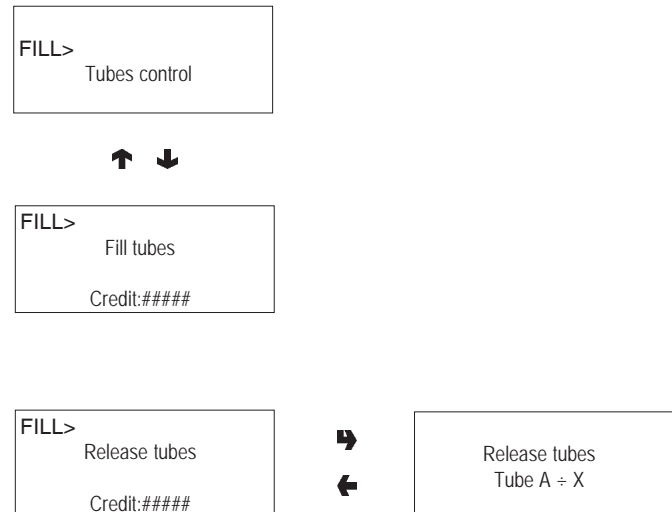 FILL>
Tubes control
FILL>
Fill tubes
Credit:#####
FILL>
Release tubes
Credit:#####
Release tubes
Tube A ÷ X